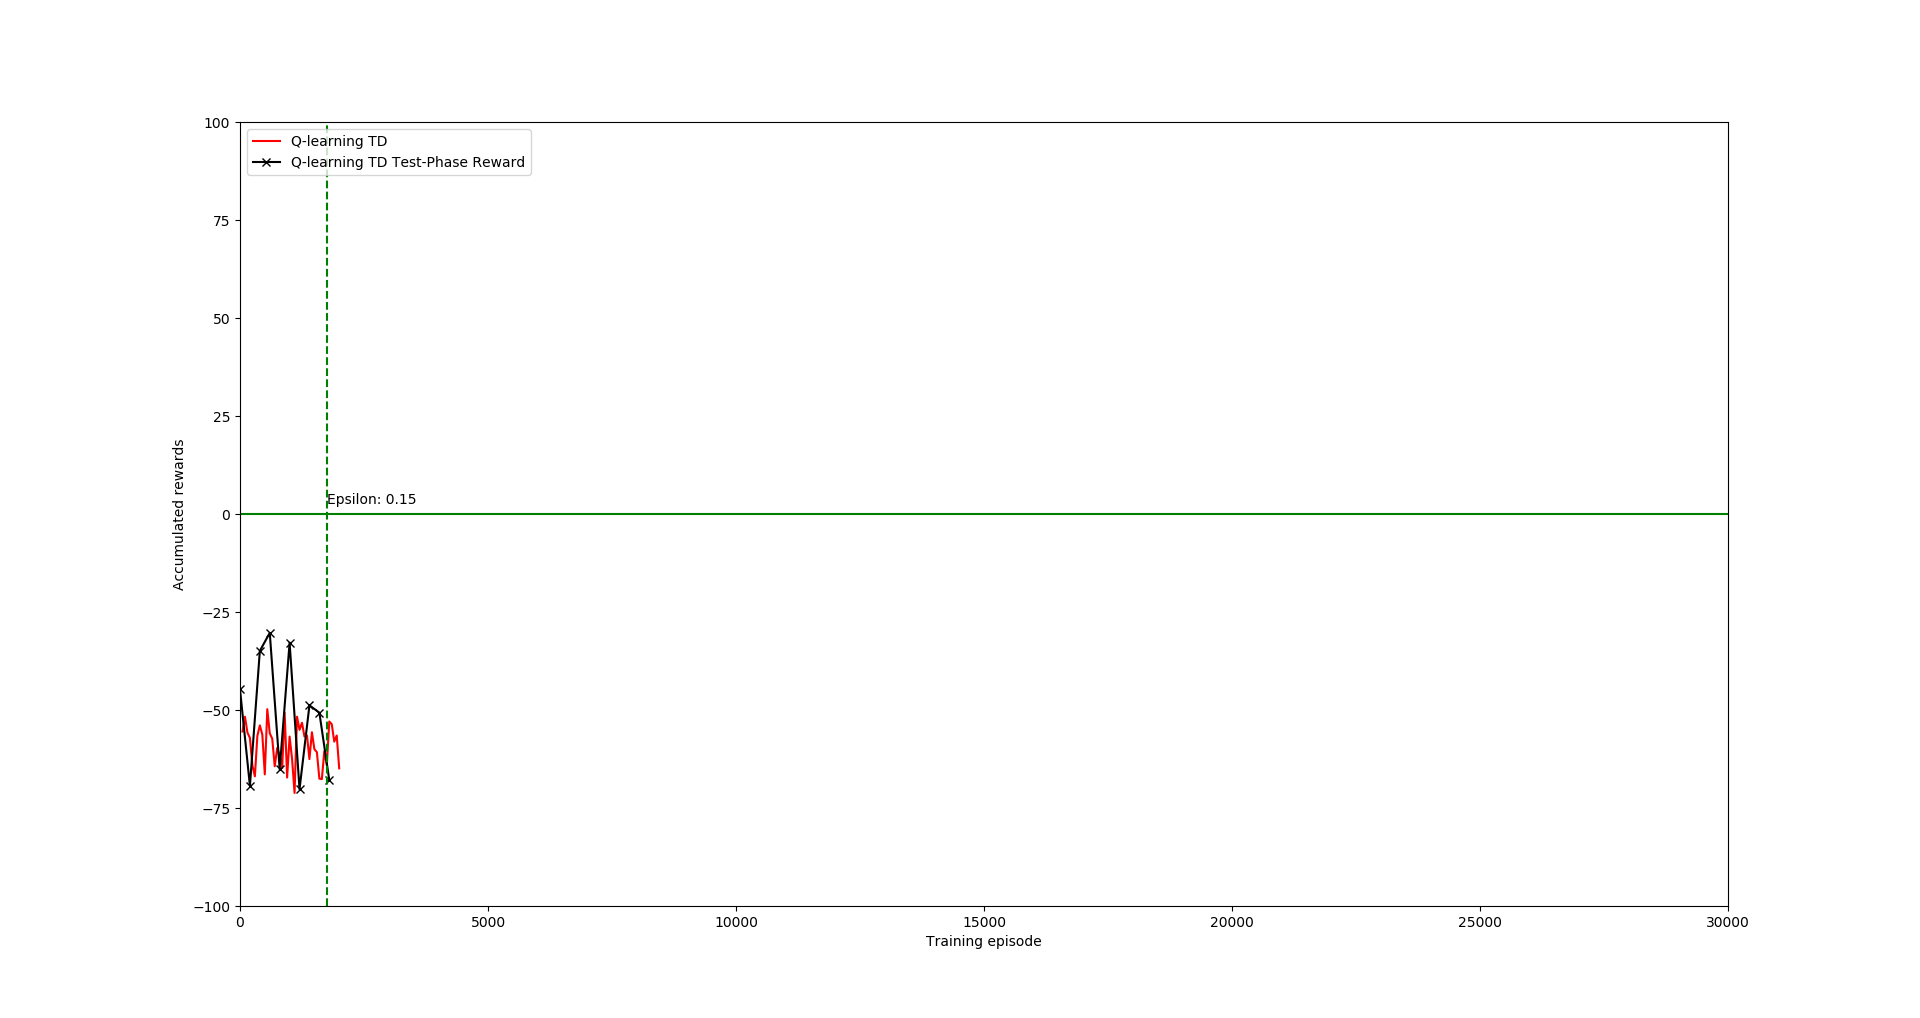 100
75
50
25
0
−25
−50
−75
−100
Accumulated rewards
Q-learning TD
Q-learning TD Test-Phase Reward
Epsilon: 0.15
0 5000 10000 15000 20000 25000 30000
Training episode